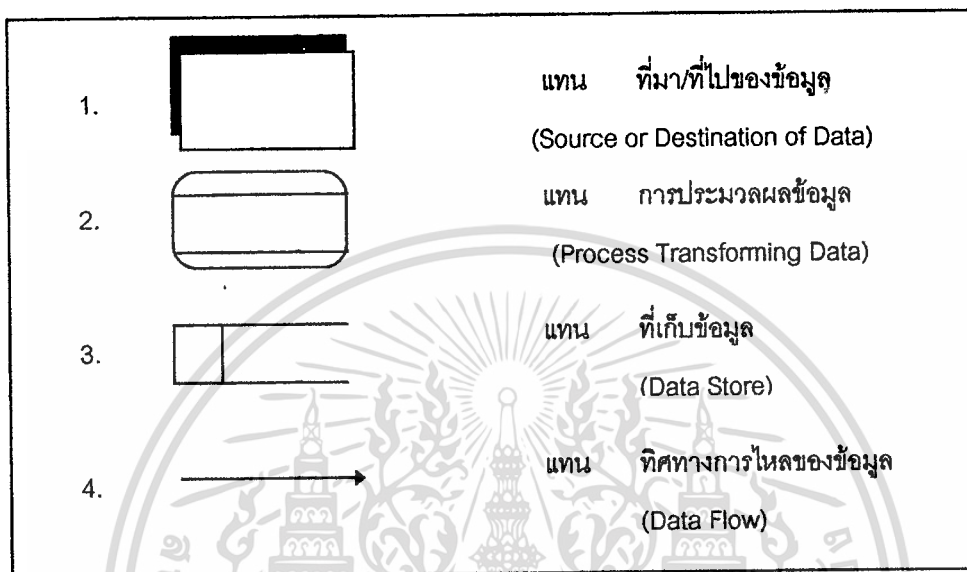 1. แทน ที่มา/ที่ไปของข้อมูล
(Source or Destination of Data)
2. แทน การประมวลผลข้อมูล
(Process Transforming Data)
3. แทน ที่เก็บข้อมูล
(Data Store)
4. แทน ทิศทางการไหลของข้อมูล
(Data Flow)